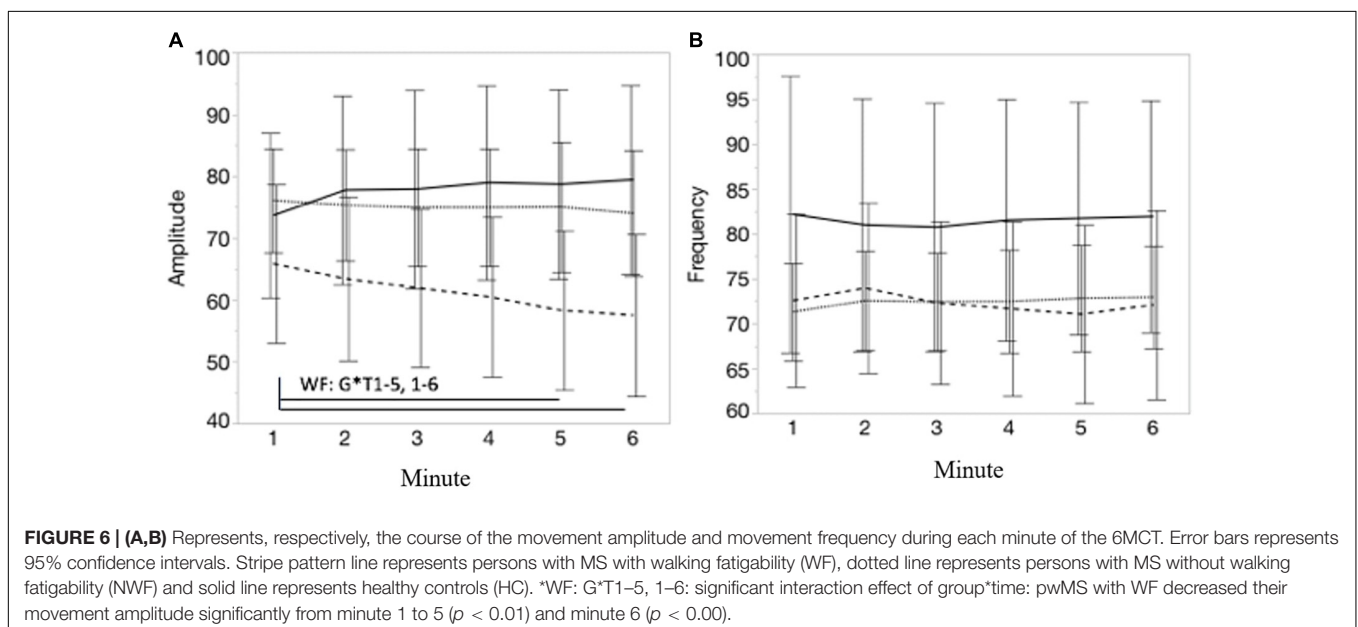 A
B
100
90
80
70
60
50
40
Amplitude
WF: G*T1-5, 1-6
1 2 3 4 5 6
Minute
100
95
90
85
80
75
70
65
60
Frequency
1 2 3 4 5 6
Minute
FIGURE 6 | (A,B) Represents, respectively, the course of the movement amplitude and movement frequency during each minute of the 6MCT. Error bars represents
95% confidence intervals. Stripe pattern line represents persons with MS with walking fatigability (WF), dotted line represents persons with MS without walking
fatigability (NWF) and solid line represents healthy controls (HC). *WF: G*T1–5, 1–6: significant interaction effect of group*time: pwMS with WF decreased their
movement amplitude significantly from minute 1 to 5 (p < 0.01) and minute 6 (p < 0.00).